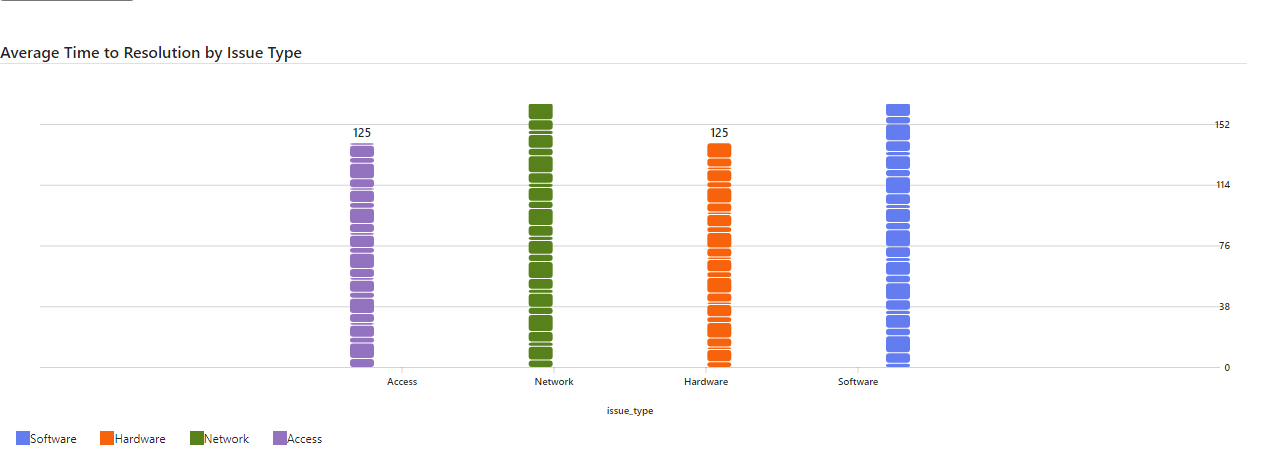 Average Time to Resolution by Issue Type
152
125
125
114
76
38
0
Access Network Hardware Software
issue_type
Software Hardware Network Access